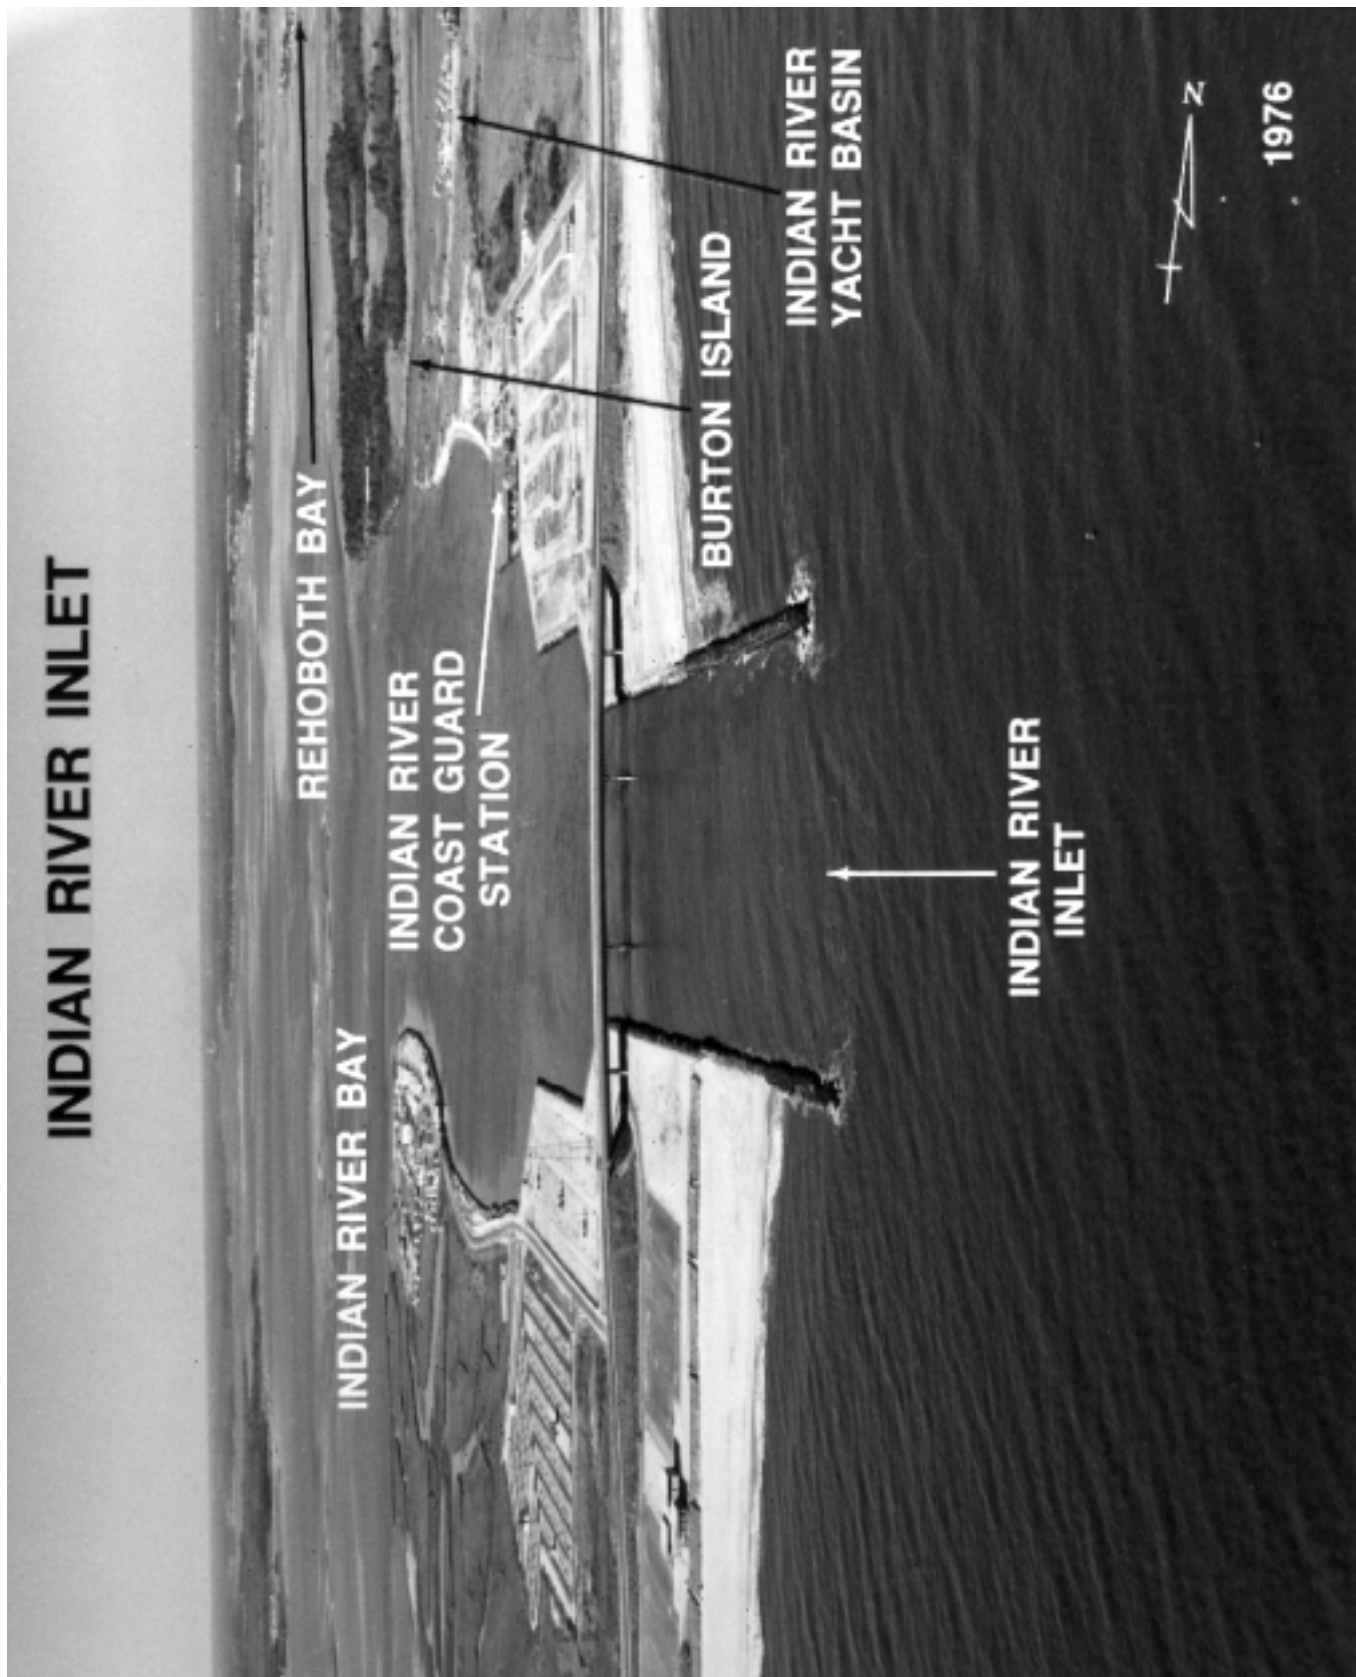 INDIAN RIVER INLET
REHOBOTH BAY
INDIAN RIVER BAY
INDIAN RIVER
COAST GUARD
STATION
BURTON ISLAND
INDIAN RIVER
YACHT BASIN
INDIAN RIVER
INLET
N
1976